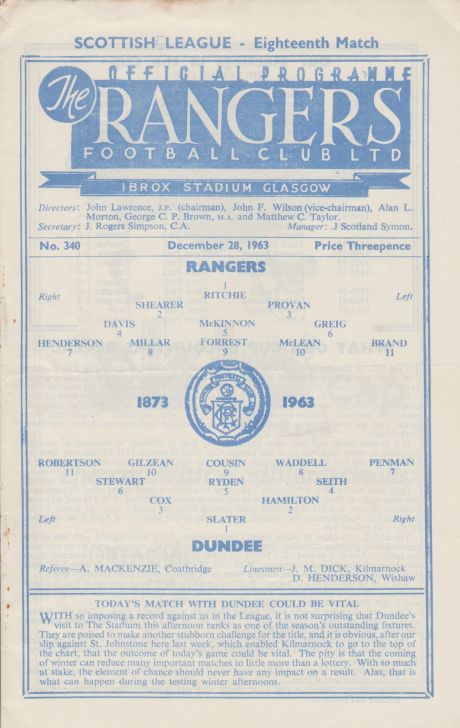 SCOTTISH LEAGUE - Eighteenth Match
OFFICIAL PROGRAMME
The RANGERS
FOOTBALL CLUB LTD
IBROX STADIUM GLASGOW
Directors: John Lawrence, J.P. (chairman), John F. Wilson (vice-chairman), Alan L.
Morton, George C. P. Brown, M.A. and Matthew C. Taylor.
Secretary: J. Rogers Simpson, C.A. Manager: J Scotland Symon.
No. 340 December 28, 1963 Price Threepence
RANGERS
1
Right RITCHIE Left
SHEARER PROVAN
2 3
DAVIS McKINNON GREIG
4 5 6
HENDERSON MILLAR FORREST McLEAN BRAND
7 8 9 10 11
1873 1963
ROBERTSON GILZEAN COUSIN WADDELL PENMAN
11 10 9 8 7
STEWART RYDEN SEITH
6 5 4
COX HAMILTON
3 2
Left SLATER Right
1
DUNDEE
Referee—A. MACKENZIE, Coatbridge Linesmen—J. M. DICK, Kilmarnock
D. HENDERSON, Wishaw
TODAY'S MATCH WITH DUNDEE COULD BE VITAL
WITH so imposing a record against us in the League, it is not surprising that Dundee's
visit to The Stadium this afternoon ranks as one of the season's outstanding fixtures.
They are poised to make another stubborn challenge for the title, and it is obvious, after our
slip against St. Johnstone here last week, which enabled Kilmarnock to go to the top of
the chart, that the outcome of today's game could be vital. The pity is that the coming
of winter can reduce many important matches to little more than a lottery. With so much
at stake, the element of chance should never have any impact on a result. Alas, that is
what can happen during the testing winter afternoons.